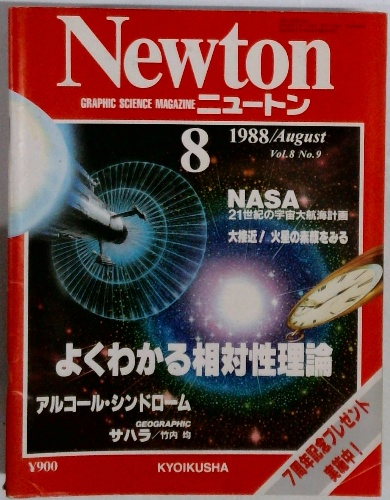 Newton
GRAPHIC SCIENCE MAGAZINE ニュートン
8
1988/August
Vol.8 No.9
NASA
21世紀の宇宙大航海計画
大接近! 火星の素顔をみる
よくわかる相対性理論
アルコール・シンドローム
GEOGRAPHIC
サハラ/竹内 均
7周年記念プレゼント
実施中!
¥900
KYOIKUSHA